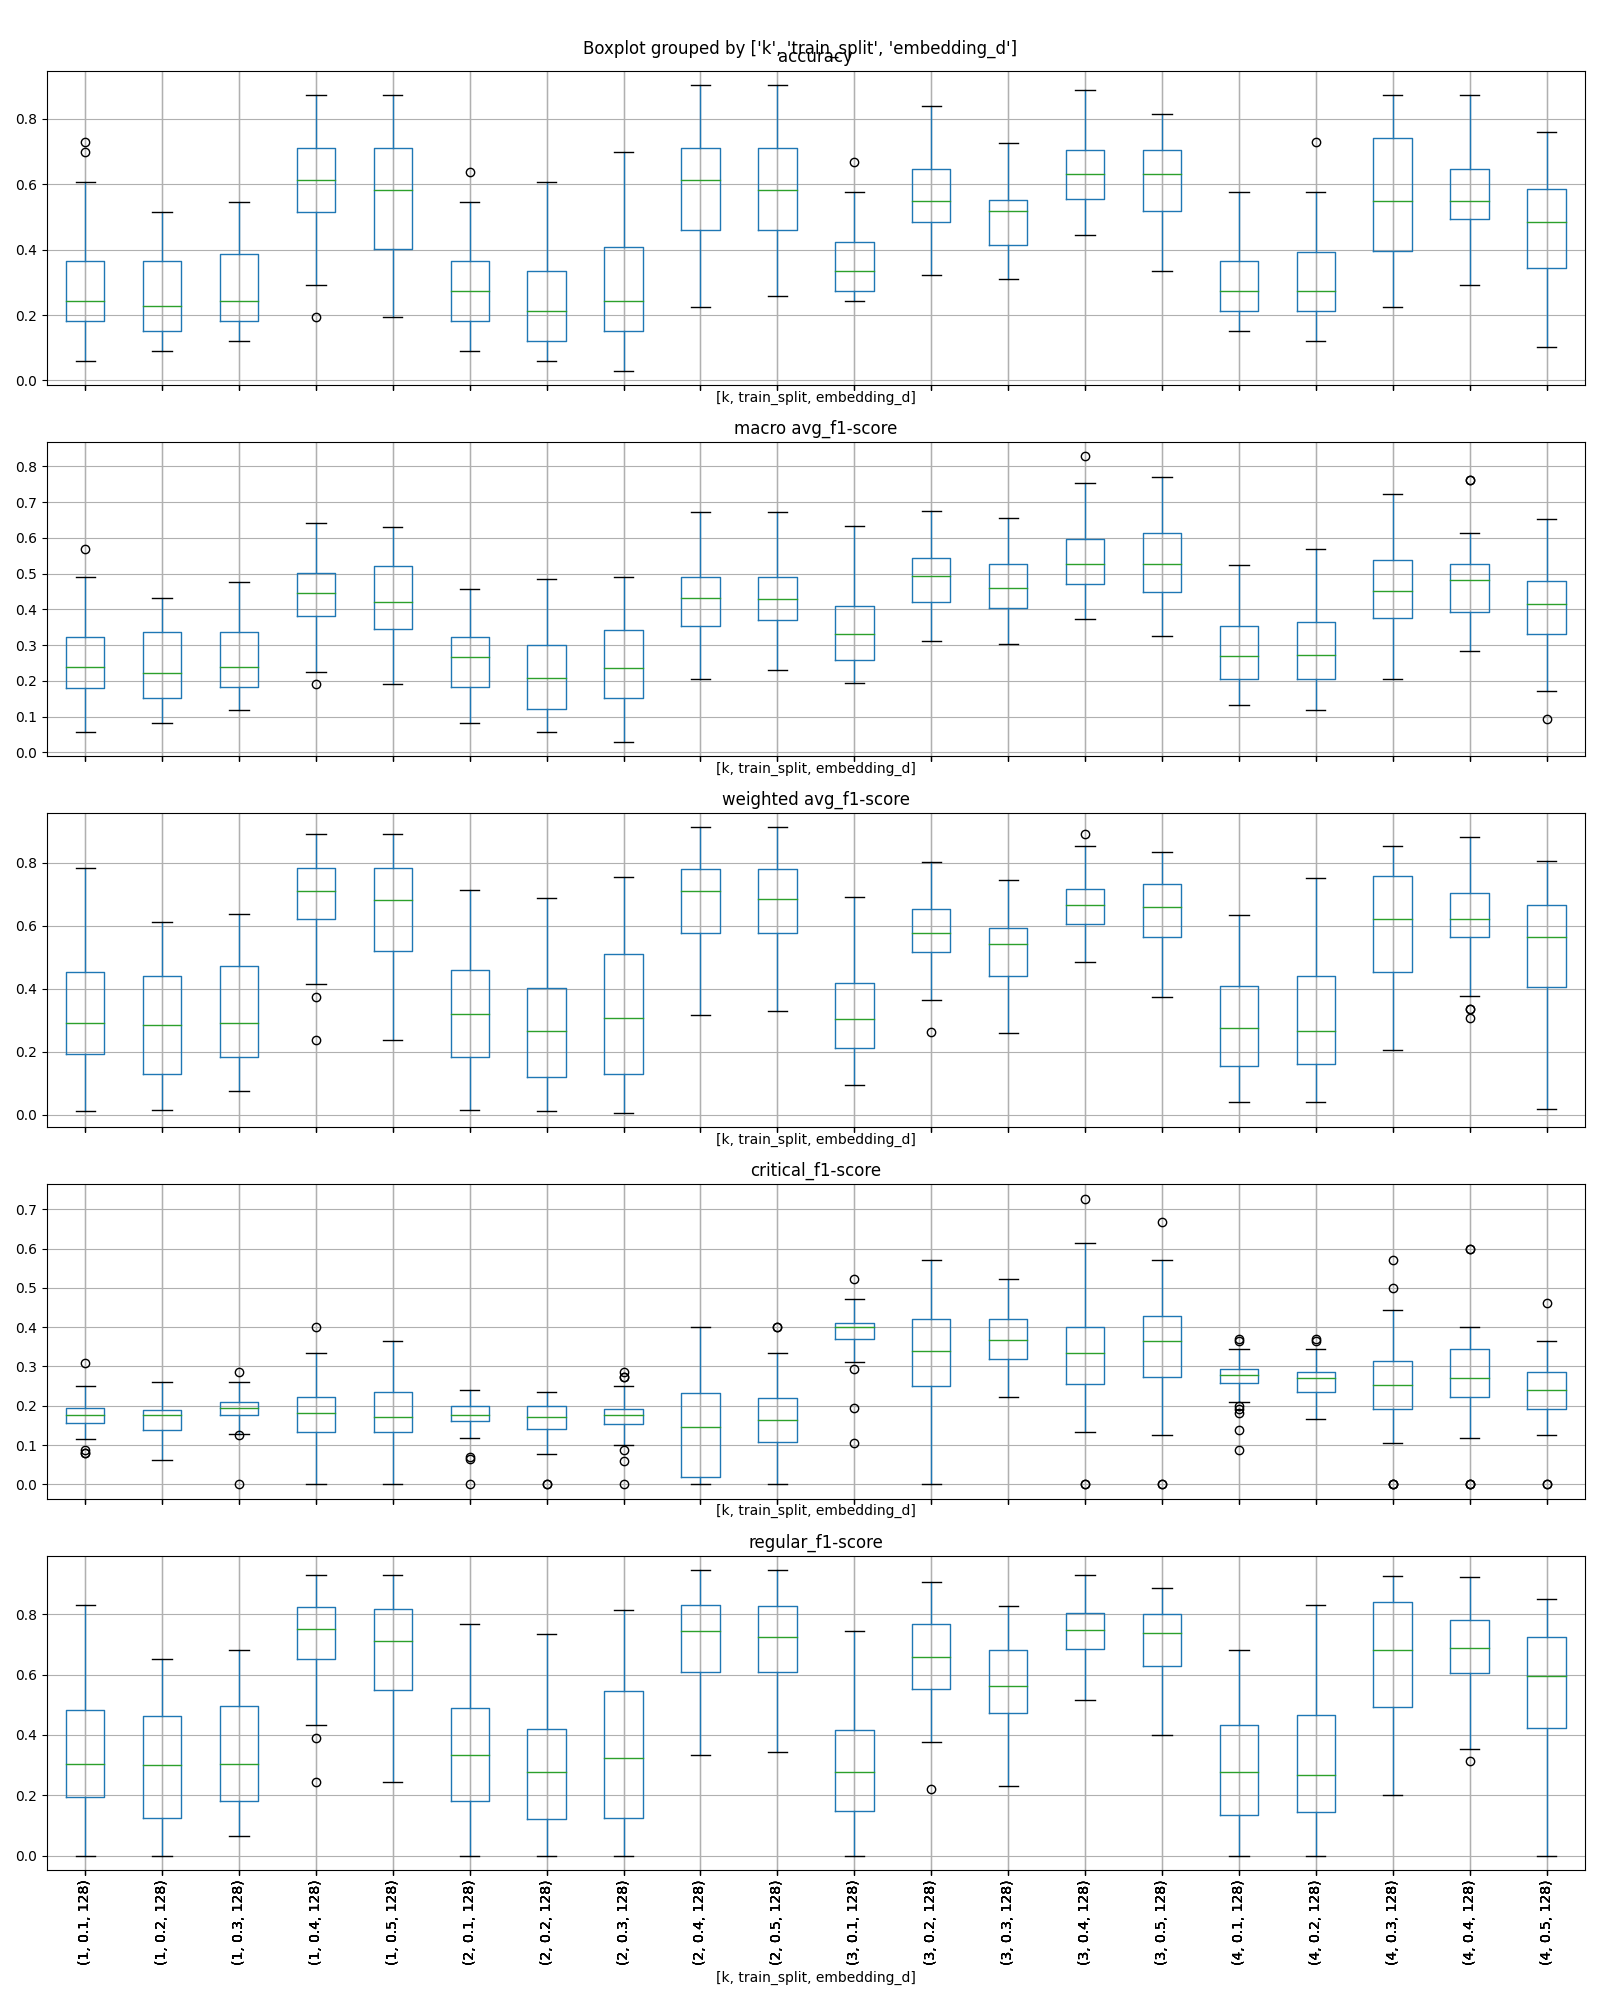 Boxplot grouped by ['k', 'train_split', 'embedding_d']
accuracy
0.8
0.6
0.4
0.2
0.0
[k, train_split, embedding_d]
macro avg_f1-score
0.8
0.7
0.6
0.5
0.4
0.3
0.2
0.1
0.0
[k, train_split, embedding_d]
weighted avg_f1-score
0.8
0.6
0.4
0.2
0.0
[k, train_split, embedding_d]
critical_f1-score
0.7
0.6
0.5
0.4
0.3
0.2
0.1
0.0
[k, train_split, embedding_d]
regular_f1-score
0.8
0.6
0.4
0.2
0.0
(1, 0.1, 128)
(1, 0.2, 128)
(1, 0.3, 128)
(1, 0.4, 128)
(1, 0.5, 128)
(2, 0.1, 128)
(2, 0.2, 128)
(2, 0.3, 128)
(2, 0.4, 128)
(2, 0.5, 128)
(3, 0.1, 128)
(3, 0.2, 128)
(3, 0.3, 128)
(3, 0.4, 128)
(3, 0.5, 128)
(4, 0.1, 128)
(4, 0.2, 128)
(4, 0.3, 128)
(4, 0.4, 128)
(4, 0.5, 128)
[k, train_split, embedding_d]